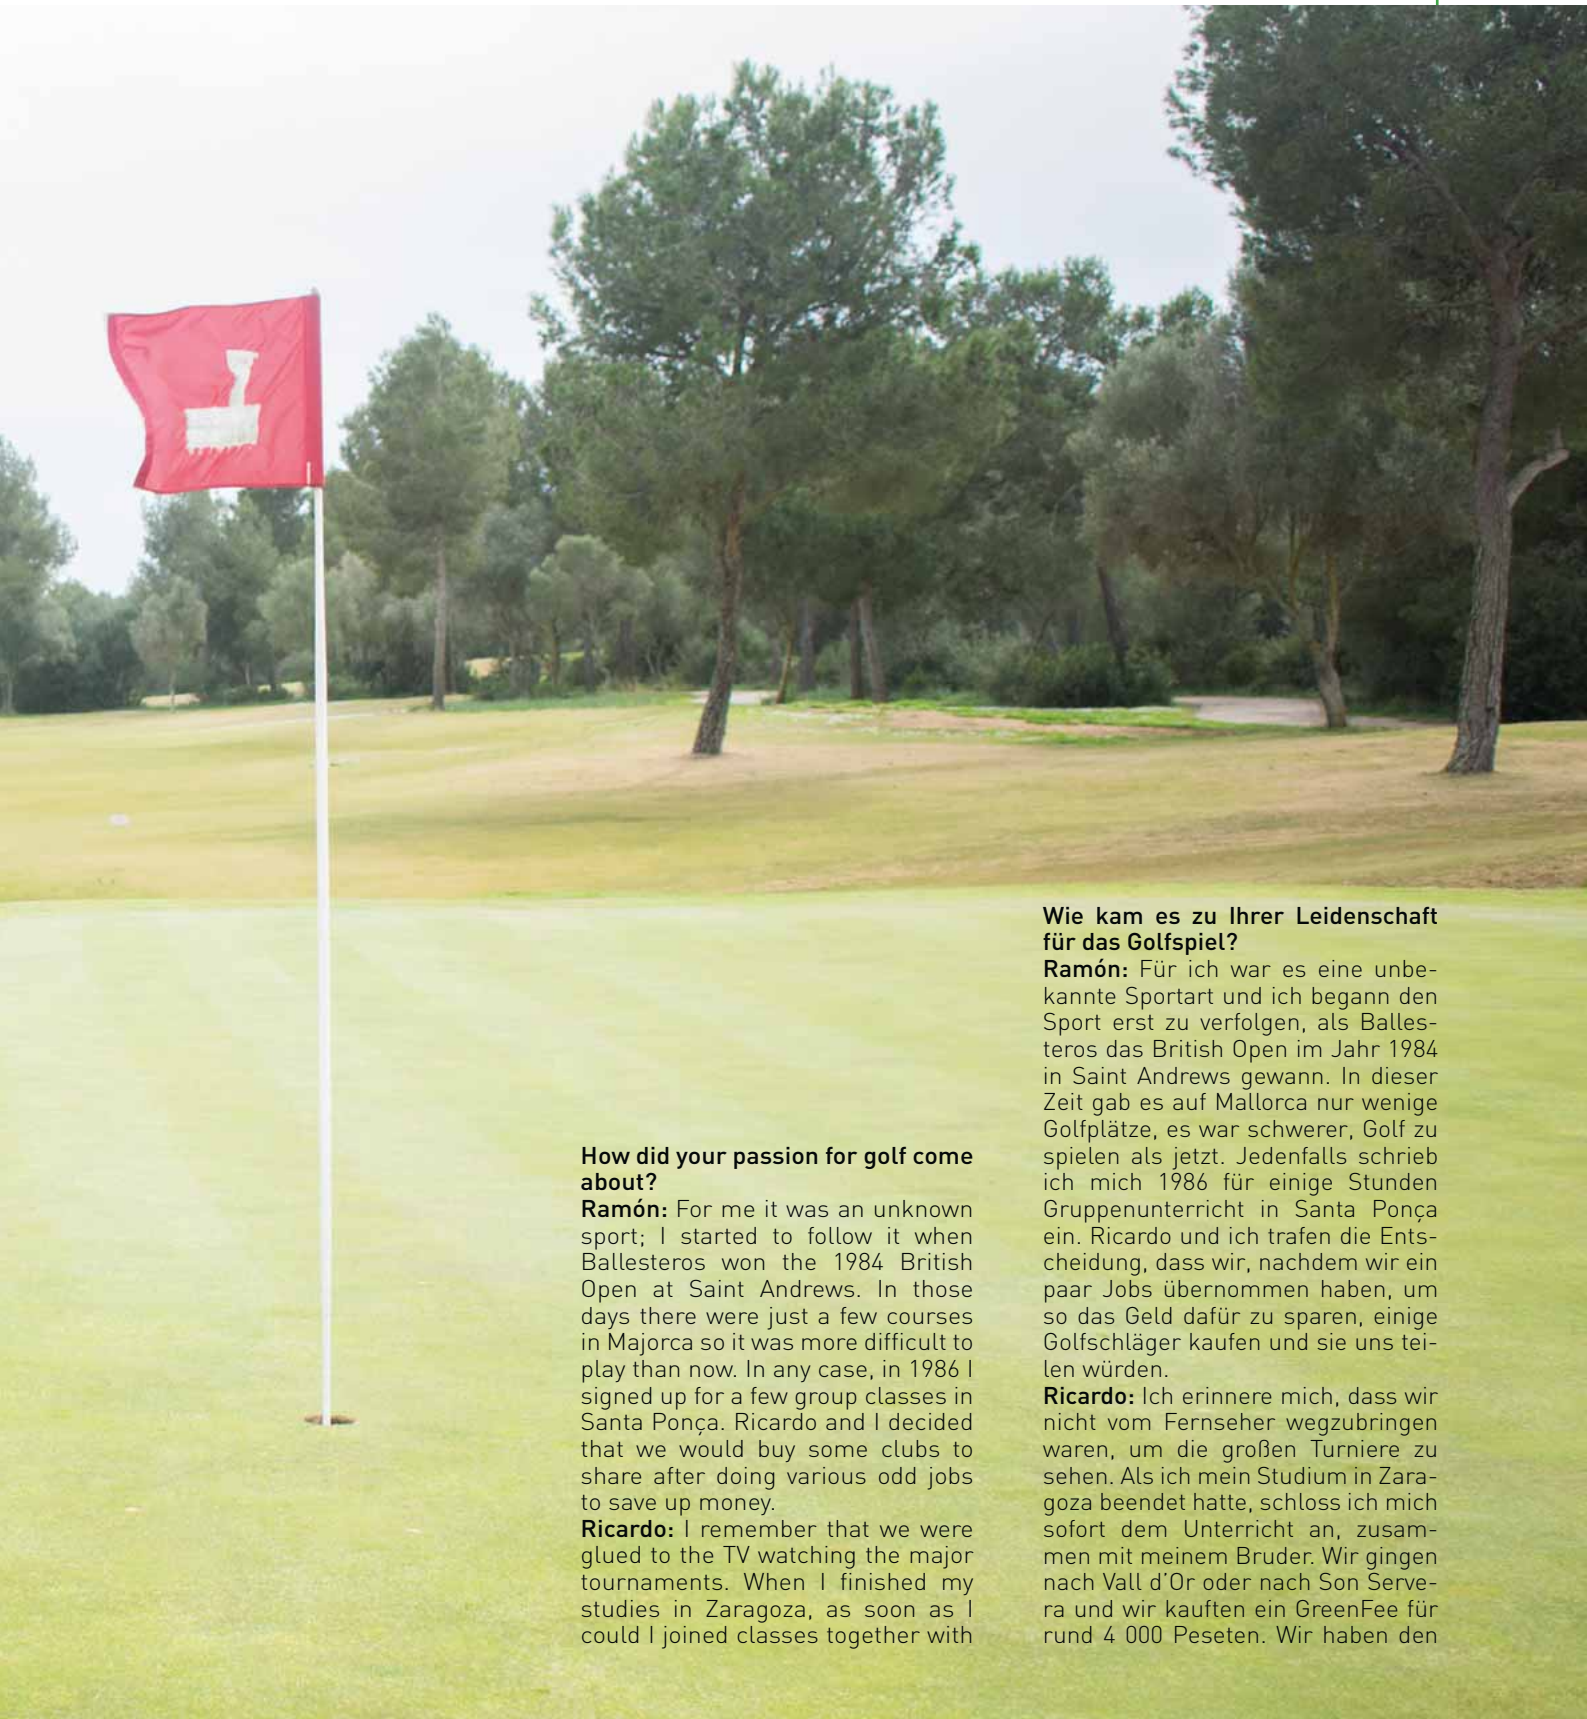 How did your passion for golf come
about?
Ramón: For me it was an unknown
sport; I started to follow it when
Ballesteros won the 1984 British
Open at Saint Andrews. In those
days there were just a few courses
in Majorca so it was more difficult to
play than now. In any case, in 1986 I
signed up for a few group classes in
Santa Ponça. Ricardo and I decided
that we would buy some clubs to
share after doing various odd jobs
to save up money.
Ricardo: I remember that we were
glued to the TV watching the major
tournaments. When I finished my
studies in Zaragoza, as soon as I
could I joined classes together with
Wie kam es zu Ihrer Leidenschaft
für das Golfspiel?
Ramón: Für ich war es eine unbe-
kannte Sportart und ich begann den
Sport erst zu verfolgen, als Balles-
teros das British Open im Jahr 1984
in Saint Andrews gewann. In dieser
Zeit gab es auf Mallorca nur wenige
Golfplätze, es war schwerer, Golf zu
spielen als jetzt. Jedenfalls schrieb
ich mich 1986 für einige Stunden
Gruppenunterricht in Santa Ponça
ein. Ricardo und ich trafen die Ents-
cheidung, dass wir, nachdem wir ein
paar Jobs übernommen haben, um
so das Geld dafür zu sparen, einige
Golfschläger kaufen und sie uns tei-
len würden.
Ricardo: Ich erinnere mich, dass wir
nicht vom Fernseher wegzubringen
waren, um die großen Turniere zu
sehen. Als ich mein Studium in Zara-
goza beendet hatte, schloss ich mich
sofort dem Unterricht an, zusam-
men mit meinem Bruder. Wir gingen
nach Vall d'Or oder nach Son Serve-
ra und wir kauften ein GreenFee für
rund 4 000 Peseten. Wir haben den